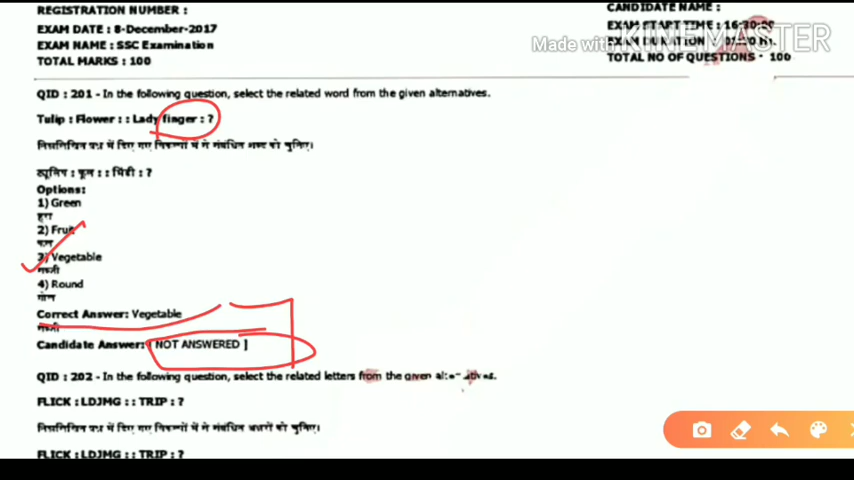 REGISTRATION NUMBER :
EXAM DATE : 8-December-2017
EXAM NAME : SSC Examination
TOTAL MARKS : 100
CANDIDATE NAME :
EXAM START TIME : 16:30:00
EXAM DURATION
TOTAL NO OF QUESTIONS - 100
Made with KINEMASTER
QID : 201 - In the following question, select the related word from the given alternatives.
Tulip : Flower : : Lady finger : ?
निम्नलिखित प्रश्न में दिए गए विकल्पों में से संबंधित शब्द को चुनिए।
ट्यूलिप : फूल : : भिंडी : ?
Options:
1) Green
हरा
2) Fruit
फल
3) Vegetable
सब्जी
4) Round
गोल
Correct Answer: Vegetable
सब्जी
Candidate Answer: [ NOT ANSWERED ]
QID : 202 - In the following question, select the related letters from the given alternatives.
FLICK : LDJMG : : TRIP : ?
निम्नलिखित प्रश्न में दिए गए विकल्पों में से संबंधित अक्षरों को चुनिए।
FLICK : LDJMG : : TRIP : ?